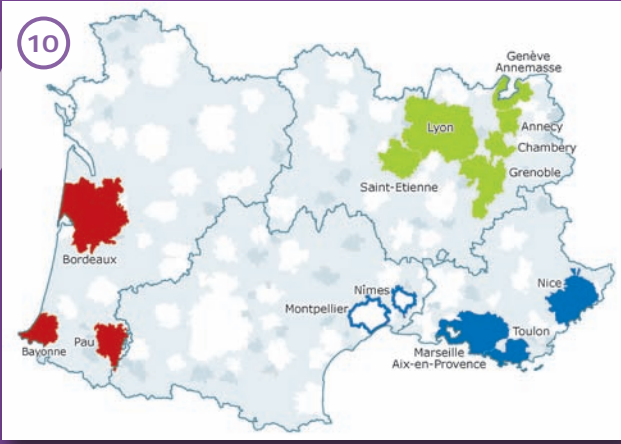 10
Genève
Annemasse
Lyon
Annecy
Chambéry
Grenoble
Saint-Etienne
Bordeaux
Nîmes
Montpellier
Nice
Bayonne
Pau
Toulon
Marseille
Aix-en-Provence